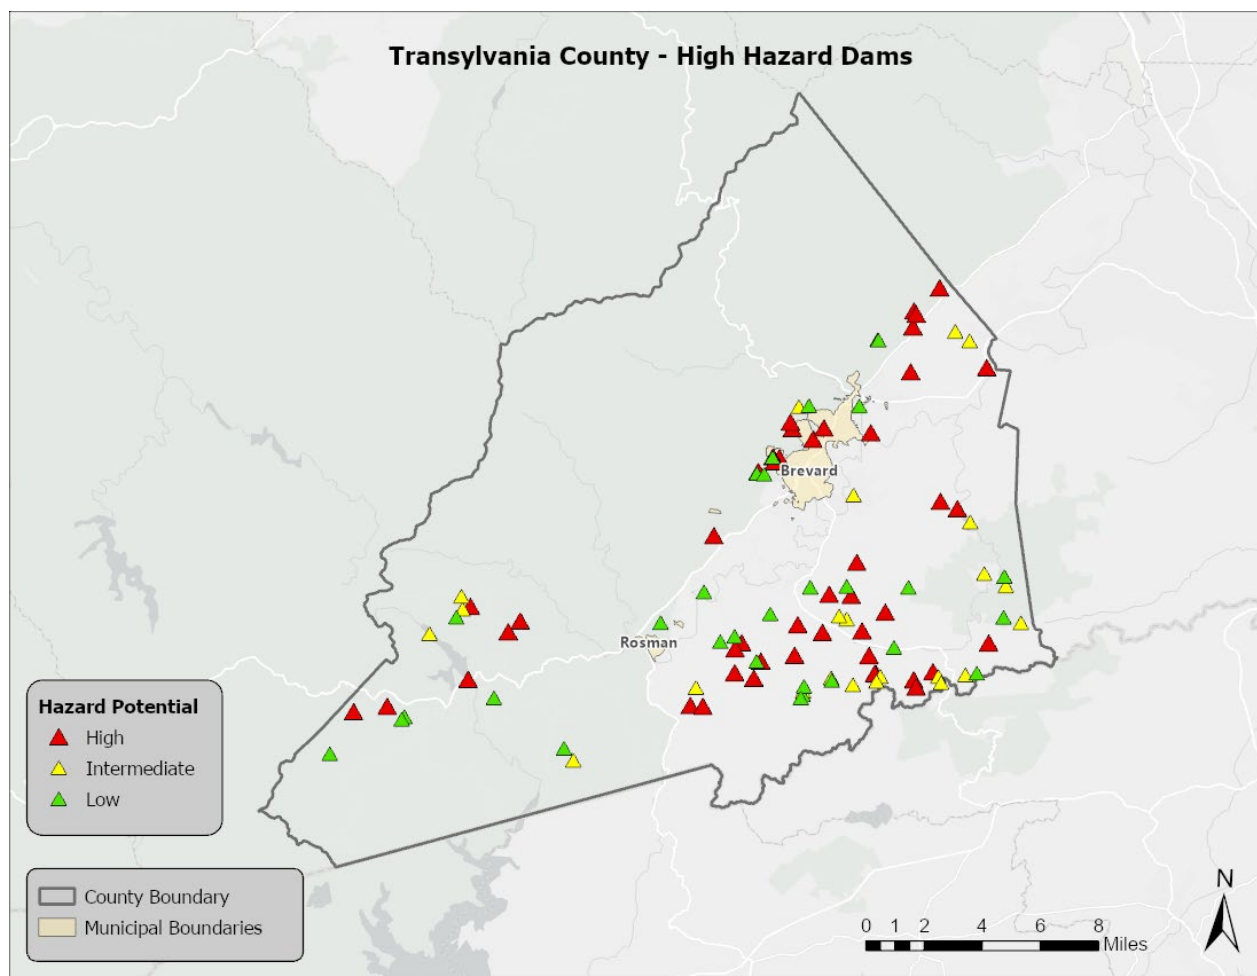 Transylvania County - High Hazard Dams
Brevard
Rosman
Hazard Potential
High
Intermediate
Low
County Boundary
Municipal Boundaries
N
0 1 2 4 6 8
Miles